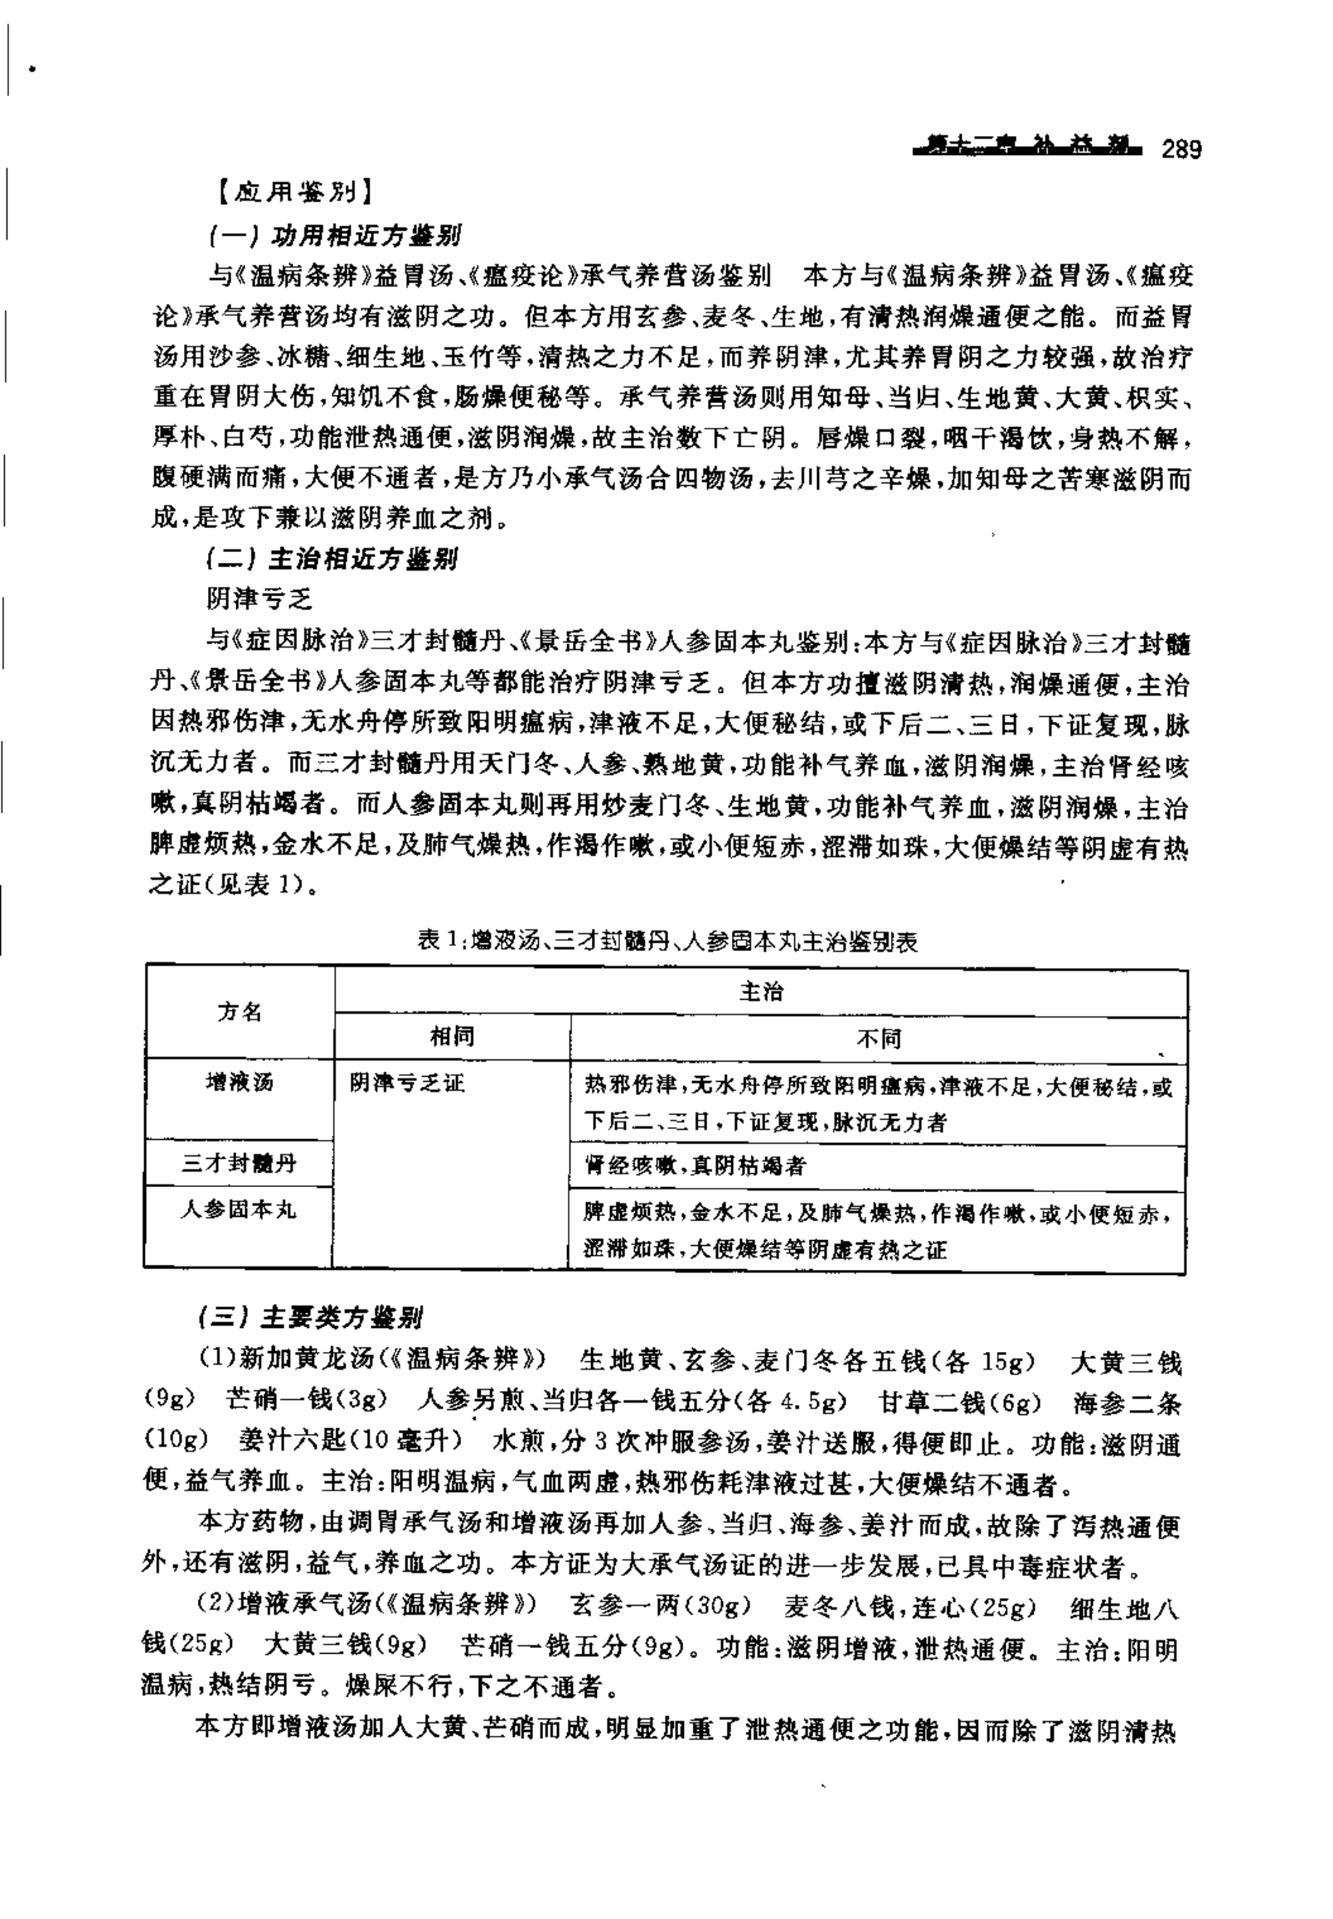 第十二章 补益剂 289
【应用鉴别】
(一) 功用相近方鉴别
与《温病条辨》益胃汤、《瘟疫论》承气养营汤鉴别 本方与《温病条辨》益胃汤、《瘟疫
论》承气养营汤均有滋阴之功。但本方用玄参、麦冬、生地,有清热润燥通便之能。而益胃
汤用沙参、冰糖、细生地、玉竹等,清热之力不足,而养阴津,尤其养胃阴之力较强,故治疗
重在胃阴大伤,知饥不食,肠燥便秘等。承气养营汤则用知母、当归、生地黄、大黄、枳实、
厚朴、白芍,功能泄热通便,滋阴润燥,故主治数下亡阴。唇燥口裂,咽干渴饮,身热不解,
腹硬满而痛,大便不通者,是方乃小承气汤合四物汤,去川芎之辛燥,加知母之苦寒滋阴而
成,是攻下兼以滋阴养血之剂。
(二) 主治相近方鉴别
阴津亏乏
与《症因脉治》三才封髓丹、《景岳全书》人参固本丸鉴别:本方与《症因脉治》三才封髓
丹、《景岳全书》人参固本丸等都能治疗阴津亏乏。但本方功擅滋阴清热,润燥通便,主治
因热邪伤津,无水舟停所致阳明瘟病,津液不足,大便秘结,或下后二、三日,下证复现,脉
沉无力者。而三才封髓丹用天门冬、人参、熟地黄,功能补气养血,滋阴润燥,主治肾经咳
嗽,真阴枯竭者。而人参固本丸则再用炒麦门冬、生地黄,功能补气养血,滋阴润燥,主治
脾虚烦热,金水不足,及肺气燥热,作渴作嗽,或小便短赤,涩滞如珠,大便燥结等阴虚有热
之证(见表 1)。
表 1:增液汤、三才封髓丹、人参固本丸主治鉴别表
方名 主治
相同 不同
增液汤 阴津亏乏证 热邪伤津,无水舟停所致阳明瘟病,津液不足,大便秘结,或
下后二、三日,下证复现,脉沉无力者
三才封髓丹 肾经咳嗽,真阴枯竭者
人参固本丸 脾虚烦热,金水不足,及肺气燥热,作渴作嗽,或小便短赤,
涩滞如珠,大便燥结等阴虚有热之证
(三) 主要类方鉴别
(1)新加黄龙汤(《温病条辨》) 生地黄、玄参、麦门冬各五钱(各 15g) 大黄三钱
(9g) 芒硝一钱(3g) 人参另煎、当归各一钱五分(各 4.5g) 甘草二钱(6g) 海参二条
(10g) 姜汁六匙(10 毫升) 水煎,分 3 次冲服参汤,姜汁送服,得便即止。功能:滋阴通
便,益气养血。主治:阳明温病,气血两虚,热邪伤耗津液过甚,大便燥结不通者。
本方药物,由调胃承气汤和增液汤再加人参、当归、海参、姜汁而成,故除了泻热通便
外,还有滋阴,益气,养血之功。本方证为大承气汤证的进一步发展,已具中毒症状者。
(2)增液承气汤(《温病条辨》) 玄参一两(30g) 麦冬八钱,连心(25g) 细生地八
钱(25g) 大黄三钱(9g) 芒硝一钱五分(9g)。功能:滋阴增液,泄热通便。主治:阳明
温病,热结阴亏。燥屎不行,下之不通者。
本方即增液汤加人大黄、芒硝而成,明显加重了泄热通便之功能,因而除了滋阴清热